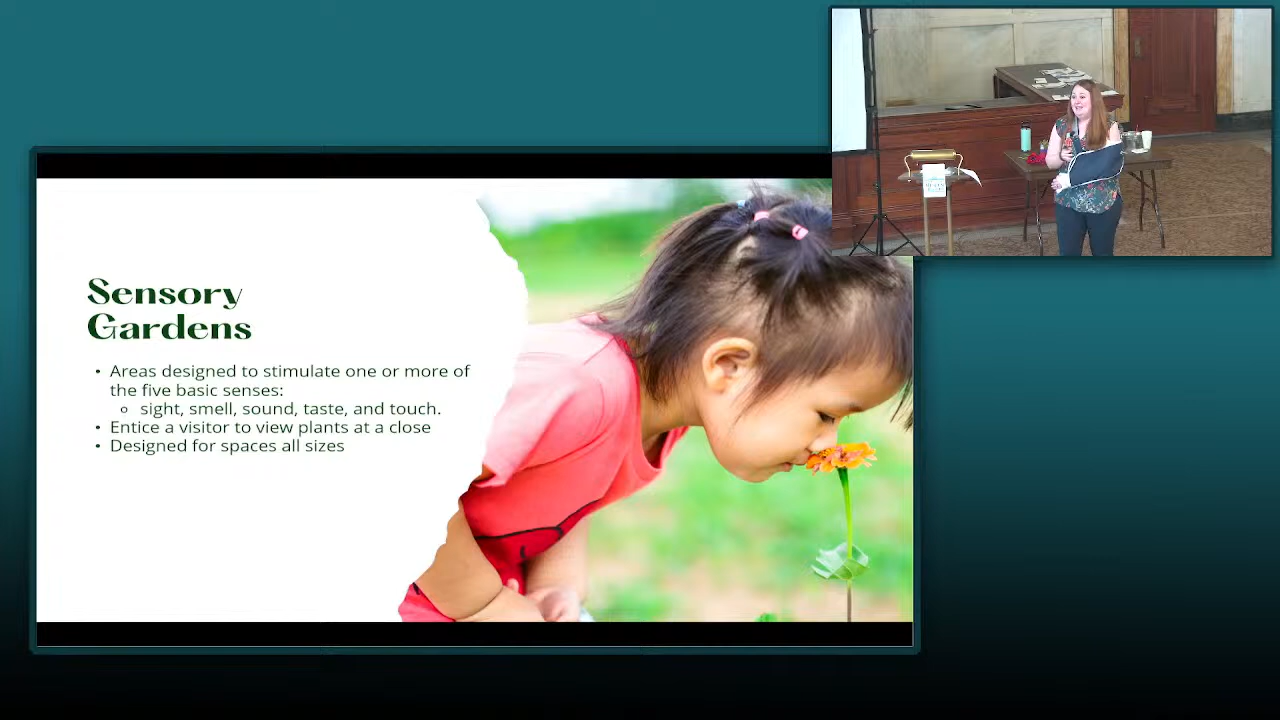 Sensory
Gardens
• Areas designed to stimulate one or more of
the five basic senses:
○ sight, smell, sound, taste, and touch.
• Entice a visitor to view plants at a close
• Designed for spaces all sizes